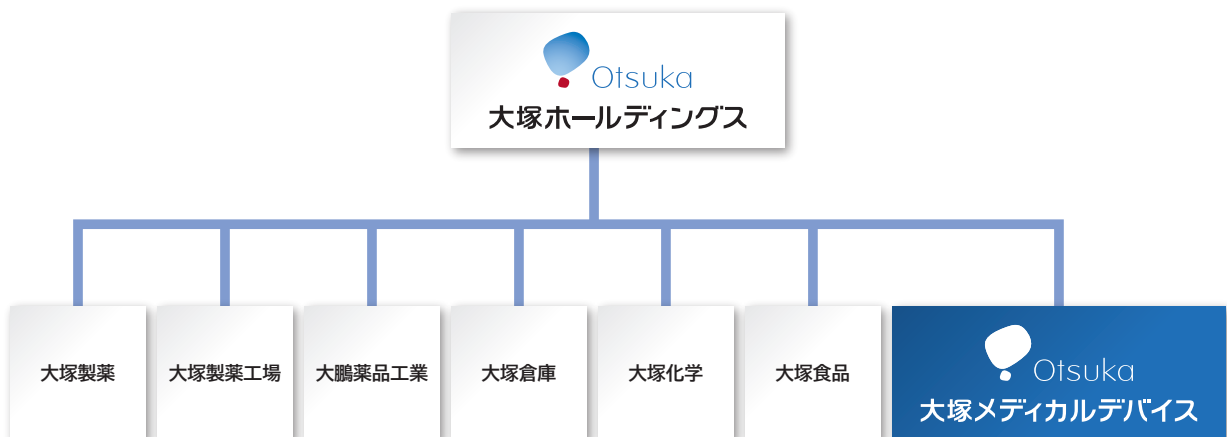 Otsuka
大塚ホールディングス
大塚製薬
大塚製薬工場
大鵬薬品工業
大塚倉庫
大塚化学
大塚食品
Otsuka
大塚メディカルデバイス